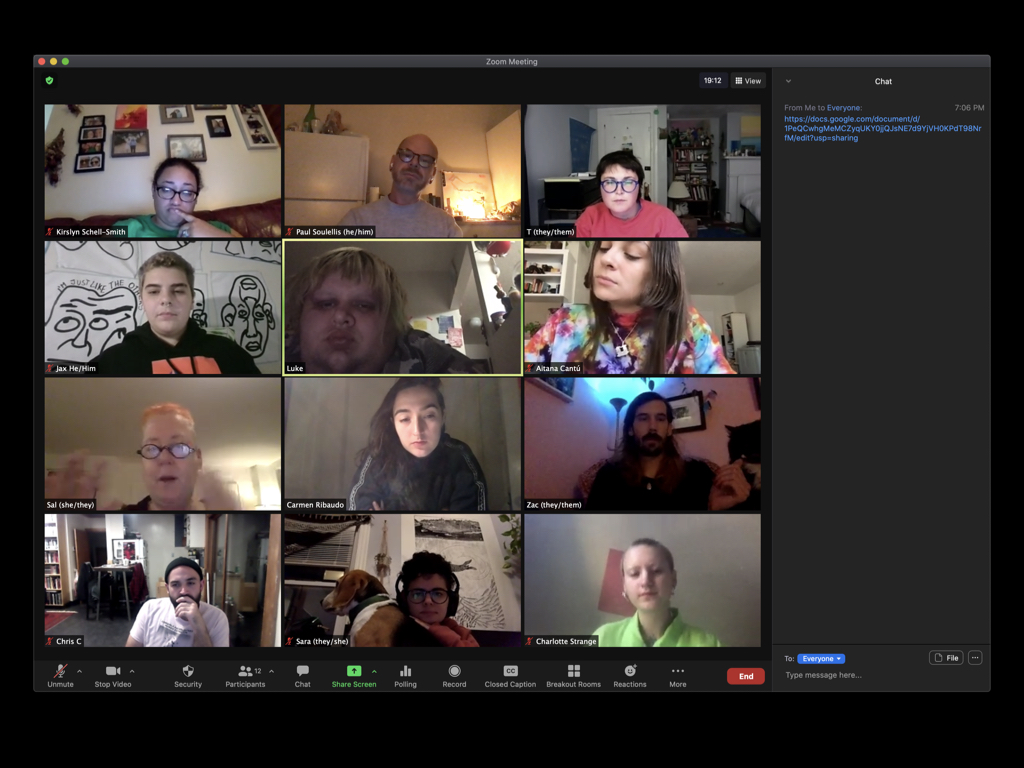 Zoom Meeting
19:12
View
Chat
From Me to Everyone:
7:06 PM
https://docs.google.com/document/d/
1PeQCwhgMeMCZyqUKY0jjQJsNE7d9YjVH0KPdT98Nr
fM/edit?usp=sharing
Kirslyn Schell-Smith
Paul Soulellis (he/him)
T (they/them)
I'M JUST LIKE THE
Jax He/Him
Luke
Aitana Cantú
Sal (she/they)
Carmen Ribaudo
Zac (they/them)
Chris C
Sara (they/she)
Charlotte Strange
To: Everyone
File
Type message here...
Unmute
Stop Video
Security
Participants
12
Chat
Share Screen
Polling
Record
CC
Closed Caption
Breakout Rooms
Reactions
More
End